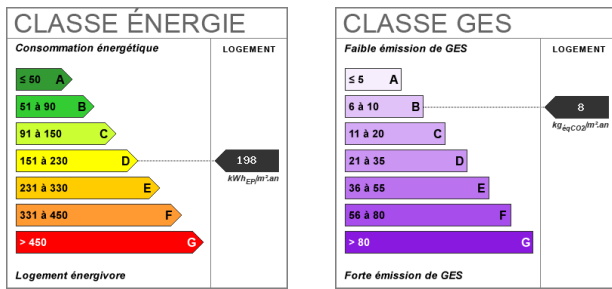 CLASSE ÉNERGIE
Consommation énergétique
LOGEMENT
≤ 50 A
51 à 90 B
91 à 150 C
151 à 230 D
198
kWhEP/m².an
231 à 330 E
331 à 450 F
> 450 G
Logement énergivore
CLASSE GES
Faible émission de GES
LOGEMENT
≤ 5 A
6 à 10 B
8
kgéqCO2/m².an
11 à 20 C
21 à 35 D
36 à 55 E
56 à 80 F
> 80 G
Forte émission de GES